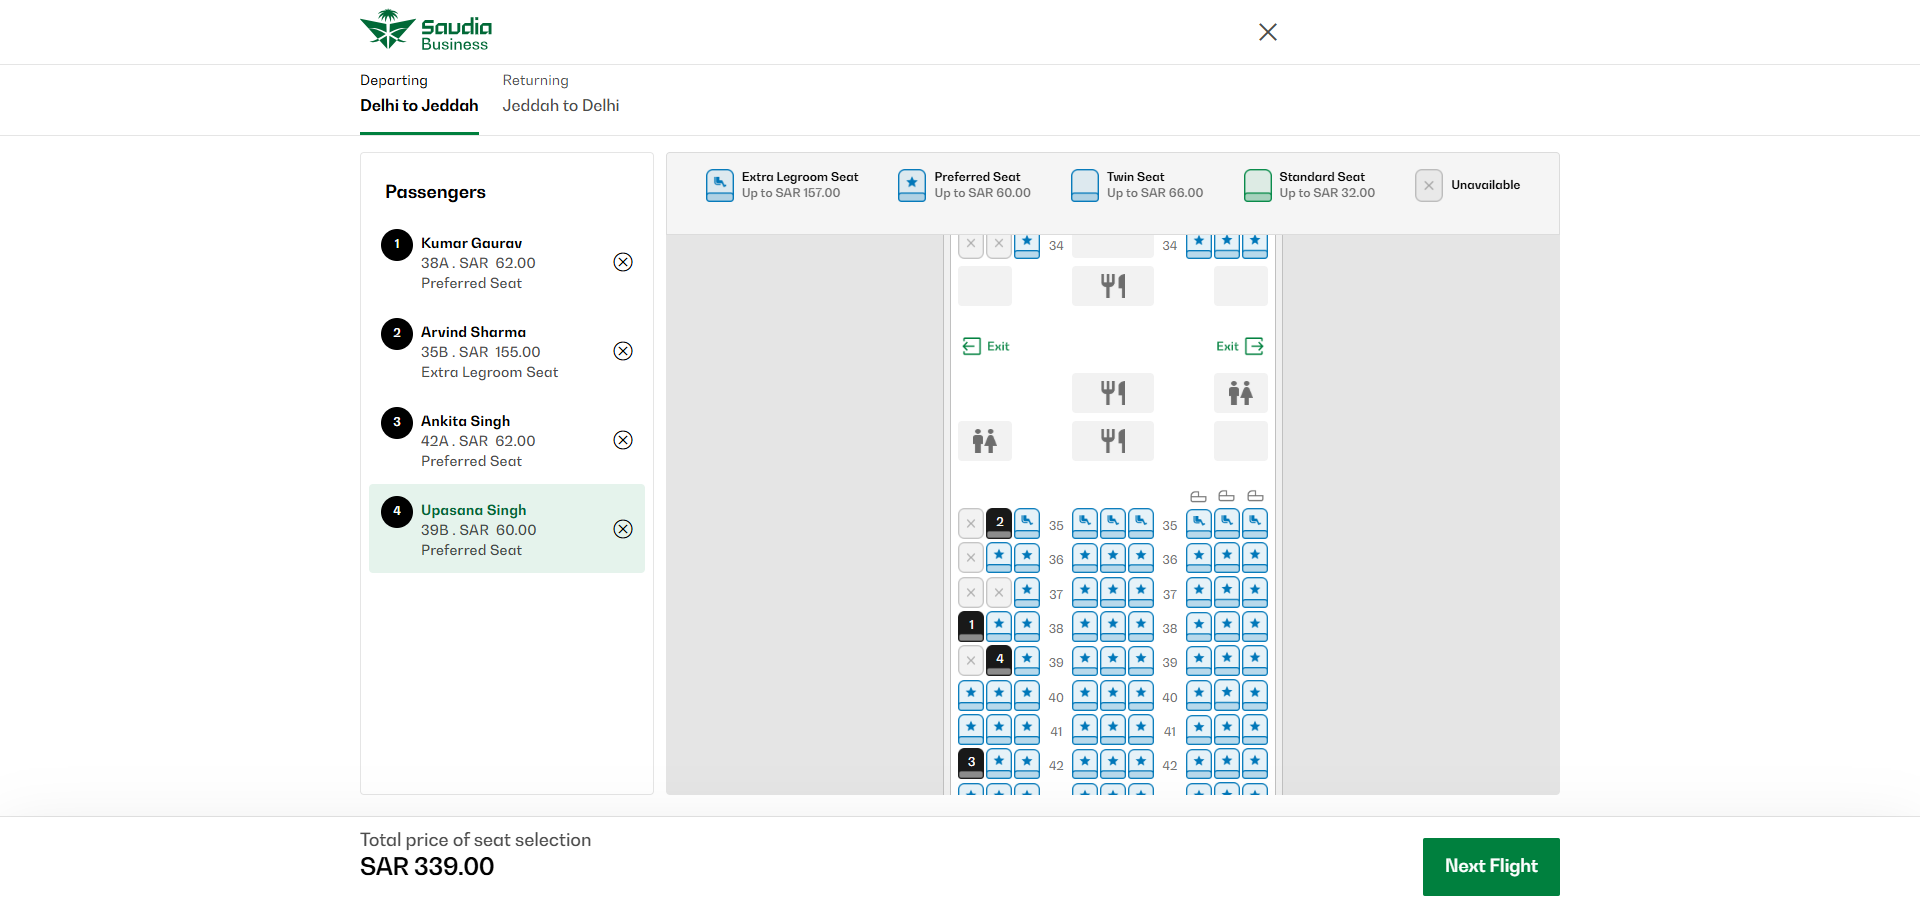 Saudia
Business
Departing
Delhi to Jeddah
Returning
Jeddah to Delhi
Passengers
1
Kumar Gaurav
38A . SAR 62.00
Preferred Seat
2
Arvind Sharma
35B . SAR 155.00
Extra Legroom Seat
3
Ankita Singh
42A . SAR 62.00
Preferred Seat
4
Upasana Singh
39B . SAR 60.00
Preferred Seat
Extra Legroom Seat
Up to SAR 157.00
Preferred Seat
Up to SAR 60.00
Twin Seat
Up to SAR 66.00
Standard Seat
Up to SAR 32.00
Unavailable
34 34
Exit Exit
2 35 35
36 36
37 37
1 38 38
4 39 39
40 40
41 41
3 42 42
Total price of seat selection
SAR 339.00
Next Flight